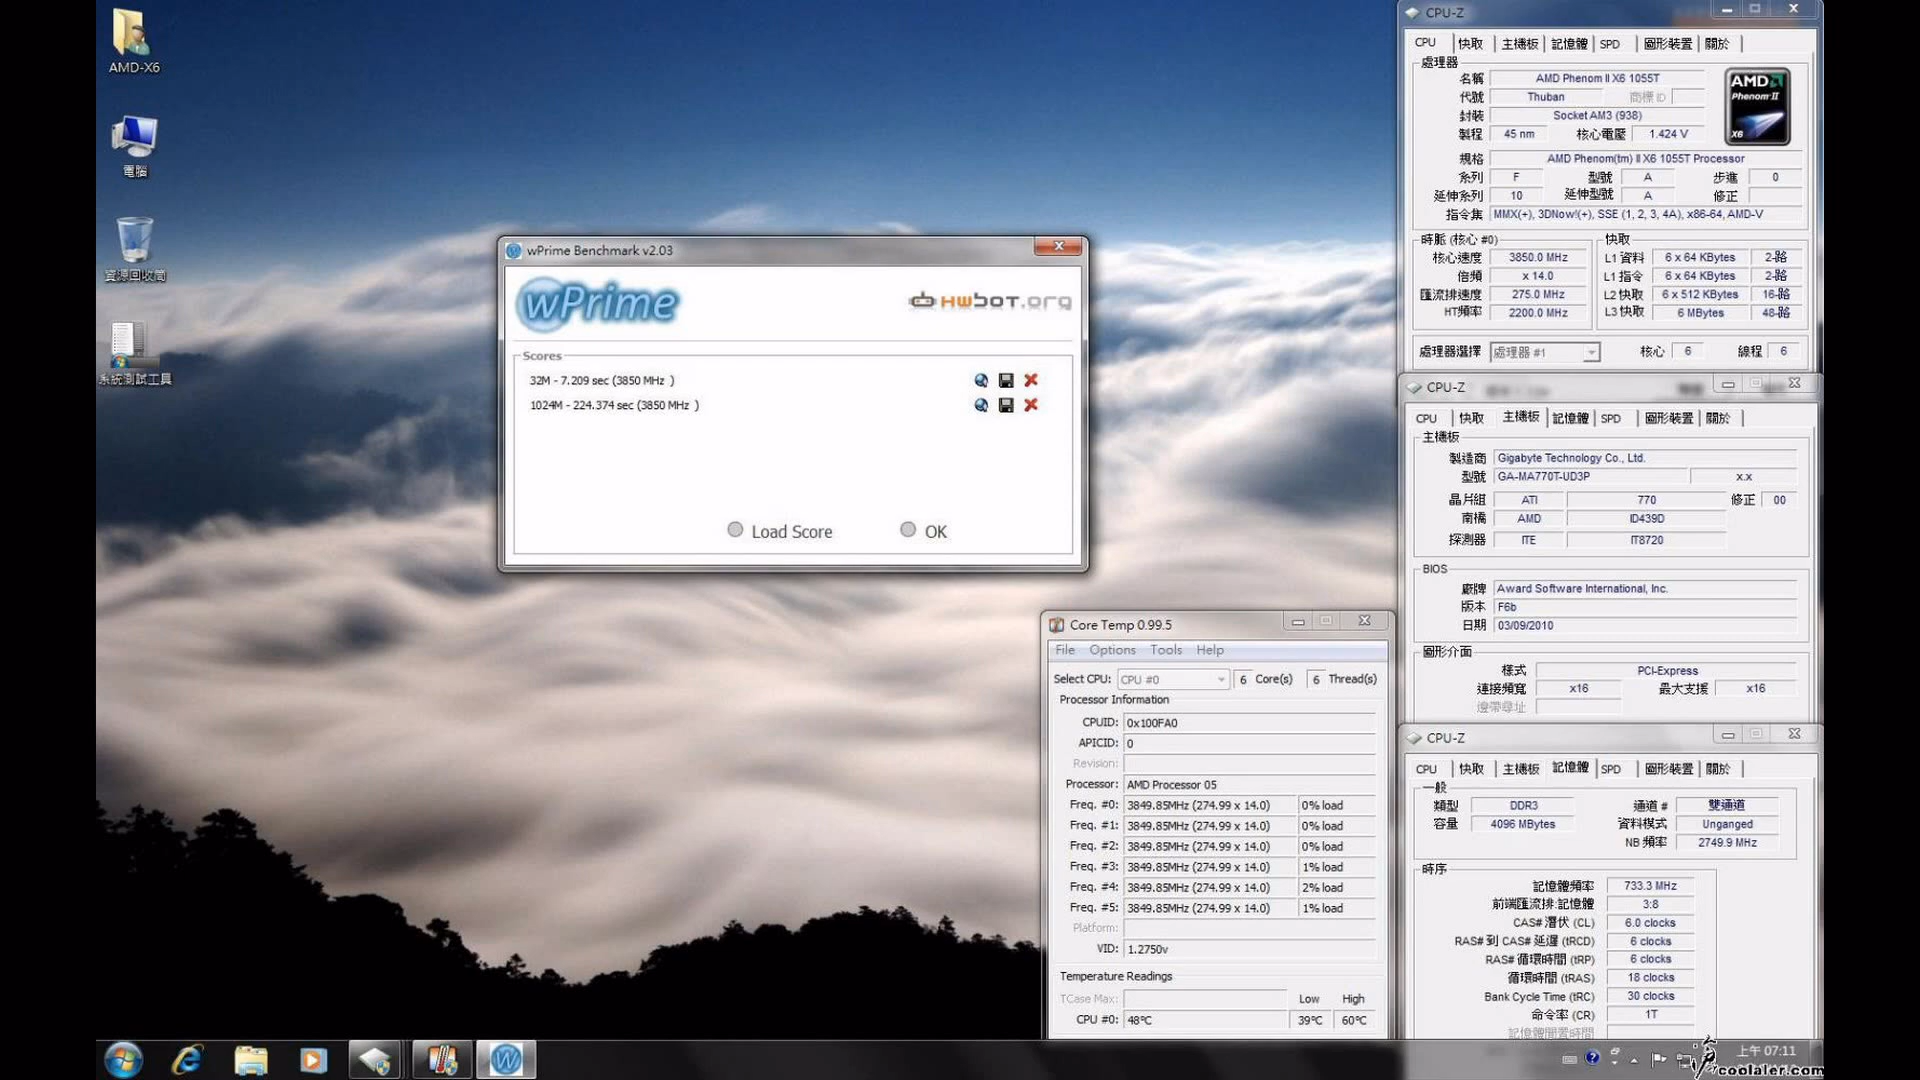 AMD-X6
電腦
資源回收筒
系統測試工具
wPrime Benchmark v2.03
wPrime
HWBOT.org
Scores
32M - 7.209 sec (3850 MHz )
1024M - 224.374 sec (3850 MHz )
Load Score
OK
Core Temp 0.99.5
File Options Tools Help
Select CPU: CPU #0 6 Core(s) 6 Thread(s)
Processor Information
CPUID: 0x100FA0
APICID: 0
Revision:
Processor: AMD Processor 05
Freq. #0: 3849.85MHz (274.99 x 14.0) 0% load
Freq. #1: 3849.85MHz (274.99 x 14.0) 0% load
Freq. #2: 3849.85MHz (274.99 x 14.0) 0% load
Freq. #3: 3849.85MHz (274.99 x 14.0) 1% load
Freq. #4: 3849.85MHz (274.99 x 14.0) 2% load
Freq. #5: 3849.85MHz (274.99 x 14.0) 1% load
Platform:
VID: 1.2750v
Temperature Readings
TCase Max: Low High
CPU #0: 48℃ 39℃ 60℃
CPU-Z
CPU 快取 主機板 記憶體 SPD 圖形裝置 關於
處理器
名稱 AMD Phenom II X6 1055T
代號 Thuban 商標 ID
封裝 Socket AM3 (938)
製程 45 nm 核心電壓 1.424 V
AMD
Phenom II
X6
規格 AMD Phenom(tm) II X6 1055T Processor
系列 F 型號 A 步進 0
延伸系列 10 延伸型號 A 修正
指令集 MMX(+), 3DNow!(+), SSE (1, 2, 3, 4A), x86-64, AMD-V
時脈 (核心 #0)
核心速度 3850.0 MHz
倍頻 x 14.0
匯流排速度 275.0 MHz
HT頻率 2200.0 MHz
快取
L1 資料 6 x 64 KBytes 2-路
L1 指令 6 x 64 KBytes 2-路
L2 快取 6 x 512 KBytes 16-路
L3 快取 6 MBytes 48-路
處理器選擇 處理器 #1 核心 6 線程 6
CPU-Z
CPU 快取 主機板 記憶體 SPD 圖形裝置 關於
主機板
製造商 Gigabyte Technology Co., Ltd.
型號 GA-MA770T-UD3P x.x
晶片組 ATI 770 修正 00
南橋 AMD ID439D
探測器 ITE IT8720
BIOS
廠牌 Award Software International, Inc.
版本 F6b
日期 03/09/2010
圖形介面
樣式 PCI-Express
連接頻寬 x16 最大支援 x16
邊帶尋址
CPU-Z
CPU 快取 主機板 記憶體 SPD 圖形裝置 關於
一般
類型 DDR3 通道 # 雙通道
容量 4096 MBytes 資料模式 Unganged
NB 頻率 2749.9 MHz
時序
記憶體頻率 733.3 MHz
前端匯流排:記憶體 3:8
CAS# 潛伏 (CL) 6.0 clocks
RAS# 到 CAS# 延遲 (tRCD) 6 clocks
RAS# 循環時間 (tRP) 6 clocks
循環時間 (tRAS) 18 clocks
Bank Cycle Time (tRC) 30 clocks
命令率 (CR) 1T
記憶體閒置時間
上午 07:11
coolaler.com